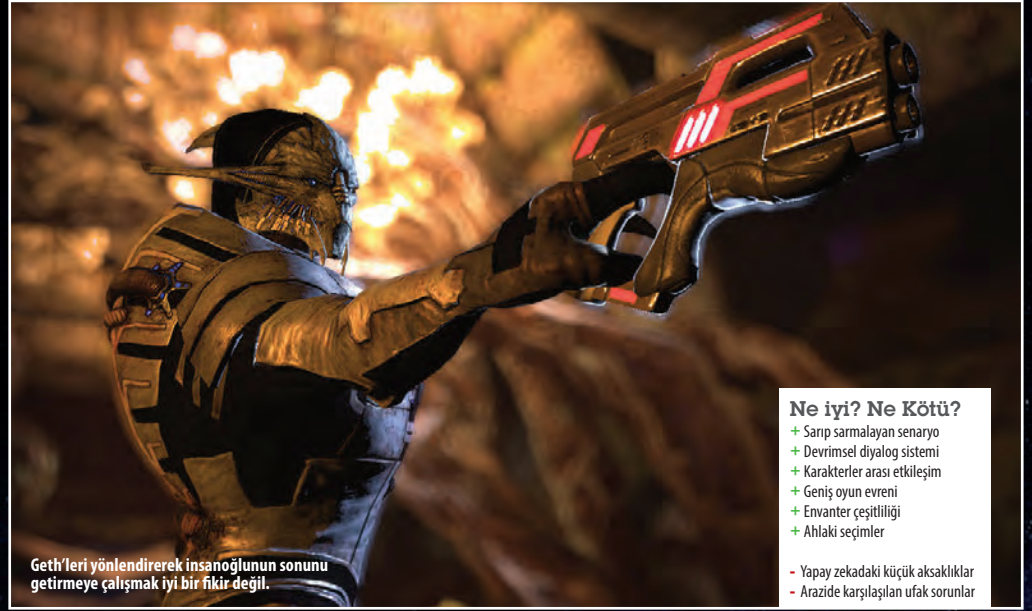 Ne iyi? Ne Kötü?
+ Sarıp sarmalayan senaryo
+ Devrimsel diyalog sistemi
+ Karakterler arası etkileşim
+ Geniş oyun evreni
+ Envanter çeşitliliği
+ Ahlaki seçimler
- Yapay zekadaki küçük aksaklıklar
- Arazide karşılaşılan ufak sorunlar
Geth'leri yönlendirerek insanoğlunun sonunu
getirmeye çalışmak iyi bir fikir değil.